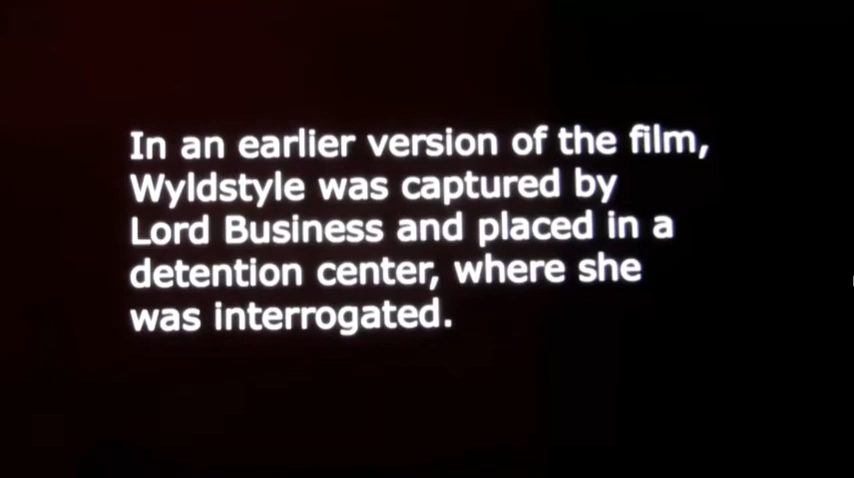 In an earlier version of the film,
Wyldstyle was captured by
Lord Business and placed in a
detention center, where she
was interrogated.